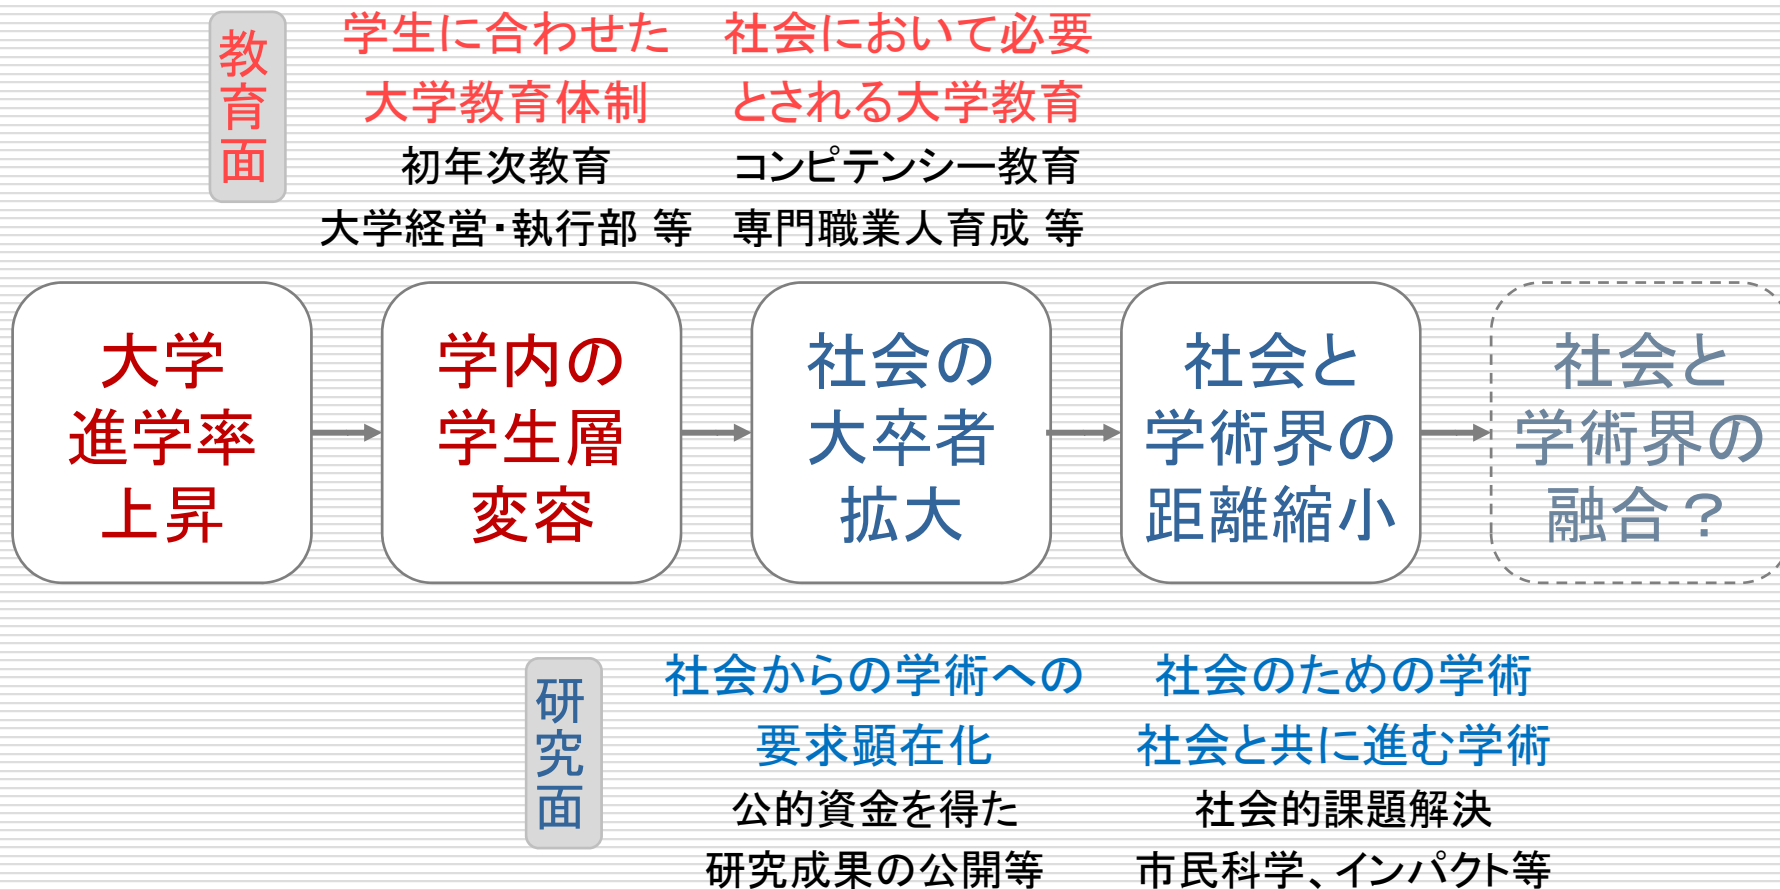 教育面
学生に合わせた
大学教育体制
初年次教育
大学経営・執行部 等
社会において必要
とされる大学教育
コンピテンシー教育
専門職業人育成 等
大学
進学率
上昇
学内の
学生層
変容
社会の
大卒者
拡大
社会と
学術界の
距離縮小
社会と
学術界の
融合？
研究面
社会からの学術への
要求顕在化
公的資金を得た
研究成果の公開等
社会のための学術
社会と共に進む学術
社会的課題解決
市民科学、インパクト等